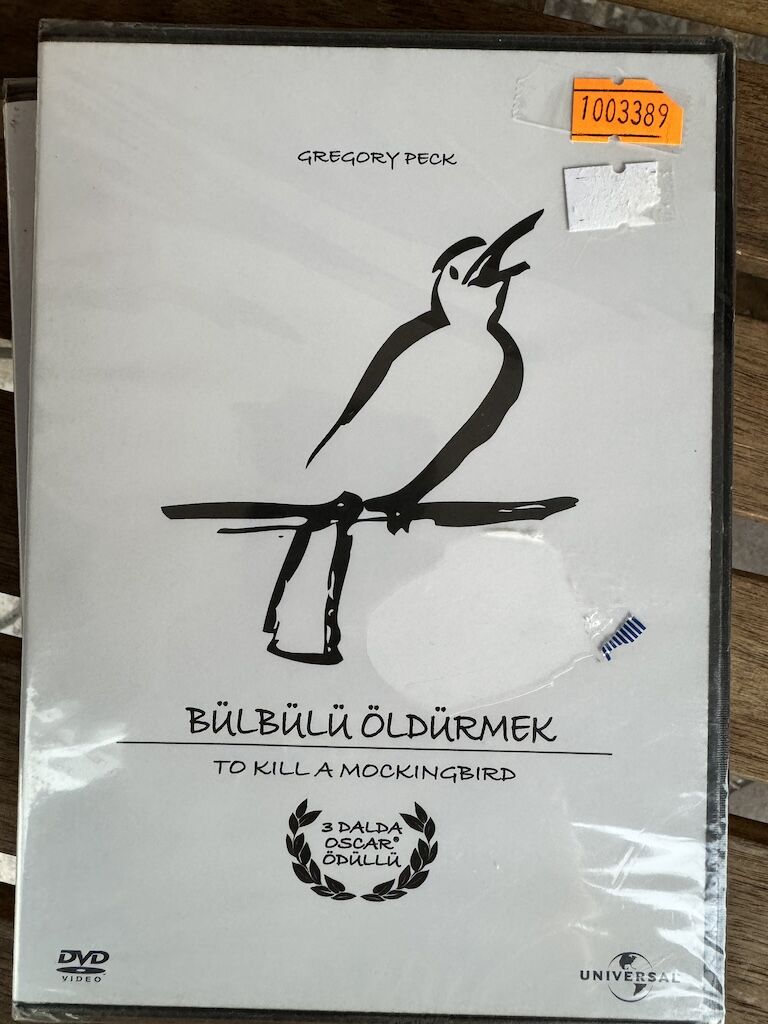 1003389
GREGORY PECK
BÜLBÜLÜ ÖLDÜRMEK
TO KILL A MOCKINGBIRD
3 DALDA
OSCAR®
ÖDÜLLÜ
DVD
VIDEO
UNIVERSAL